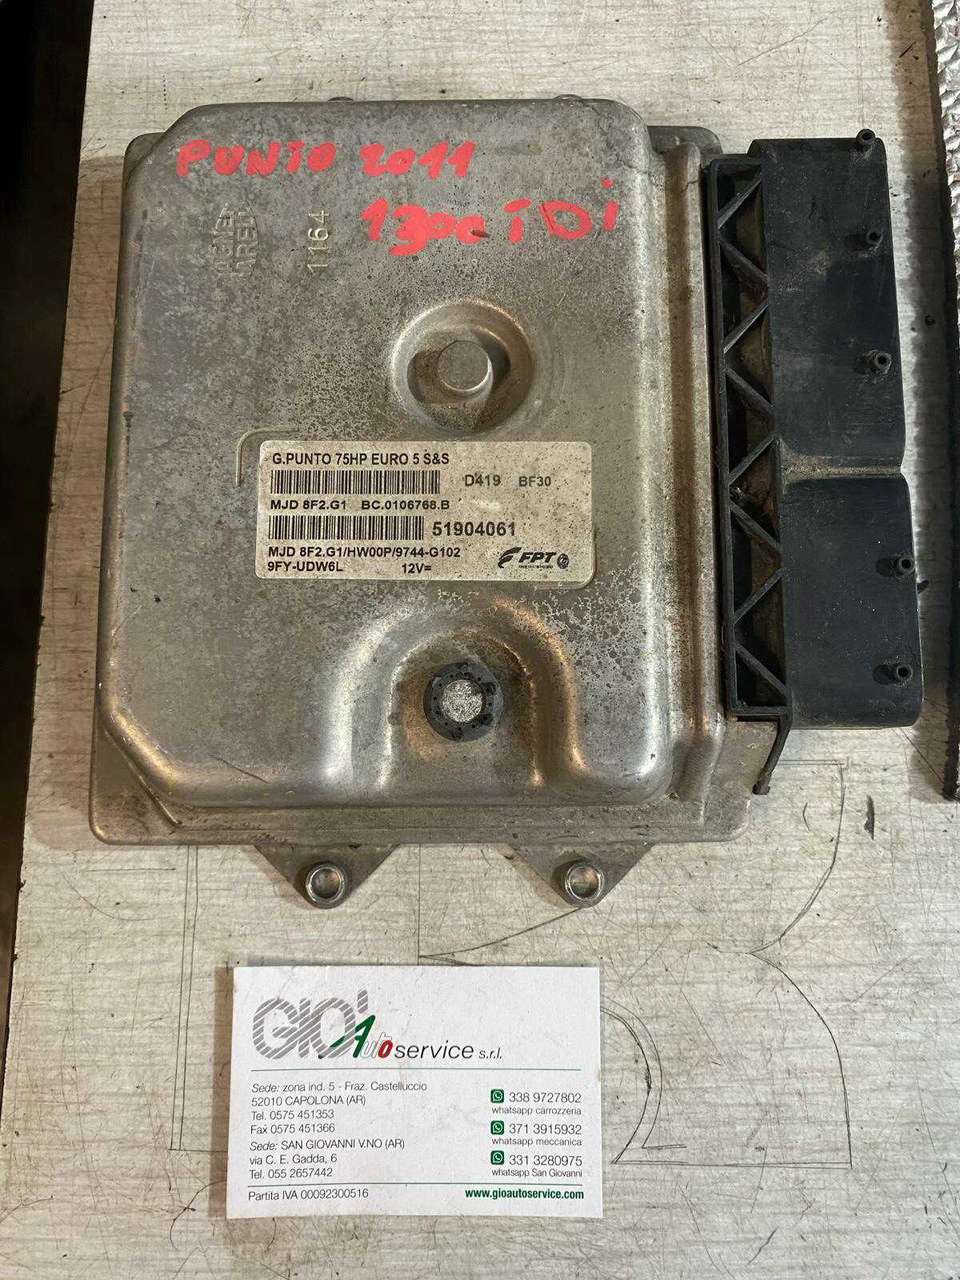 PUNTO 2011
1300 iDi
1164
G.PUNTO 75HP EURO 5 S&S
D419 BF30
MJD 8F2.G1 BC.0106768.B
51904061
MJD 8F2.G1/HW00P/9744-G102
9FY-UDW6L 12V=
FPT
GIO' Auto service s.r.l.
Sede: zona ind. 5 - Fraz. Castelluccio
52010 CAPOLONA (AR)
Tel. 0575 451353
Fax 0575 451366
Sede: SAN GIOVANNI V.NO (AR)
via C. E. Gadda, 6
Tel. 055 2657442
338 9727802
whatsapp carrozzeria
371 3915932
whatsapp meccanica
331 3280975
whatsapp San Giovanni
Partita IVA 00092300516
www.gioautoservice.com